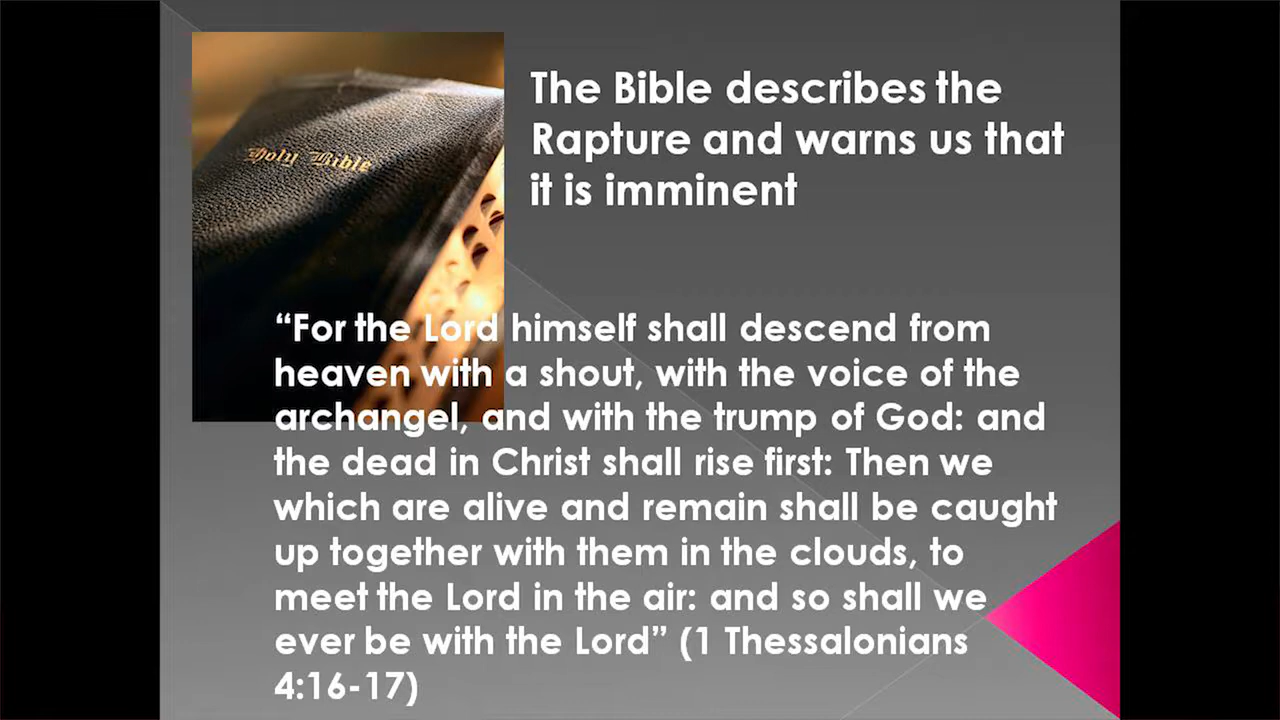 Holy Bible
The Bible describes the
Rapture and warns us that
it is imminent
“For the Lord himself shall descend from
heaven with a shout, with the voice of the
archangel, and with the trump of God: and
the dead in Christ shall rise first: Then we
which are alive and remain shall be caught
up together with them in the clouds, to
meet the Lord in the air: and so shall we
ever be with the Lord” (1 Thessalonians
4:16-17)